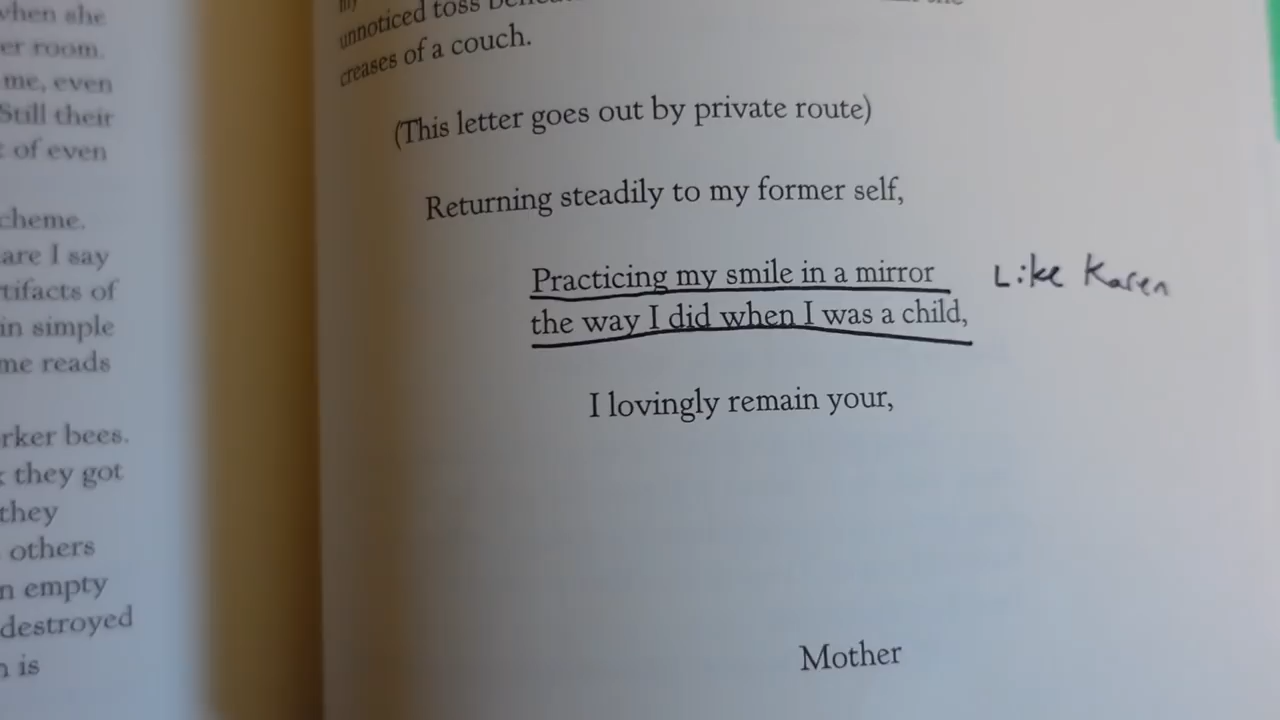 when she
er room.
me, even
Still their
of even
cheme.
are I say
tifacts of
in simple
me reads
rker bees.
they got
they
others
n empty
destroyed
is
my
unnoticed toss
creases of a couch.
(This letter goes out by private route)
Returning steadily to my former self,
Practicing my smile in a mirror Like Karen
the way I did when I was a child,
I lovingly remain your,
Mother